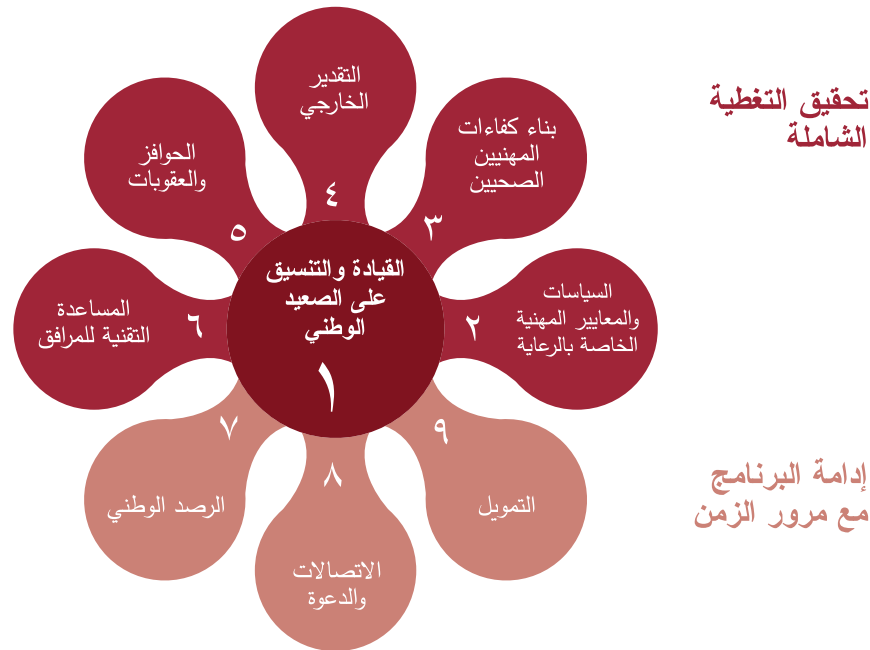 تحقيق التغطية
الشاملة
القيادة والتنسيق
على الصعيد
الوطني
١
السياسات
والمعايير المهنية
الخاصة بالرعاية
٢
بناء كفاءات
المهنيين
الصحيين
٣
التقدير
الخارجي
٤
الحوافز
والعقوبات
٥
المساعدة
التقنية للمرافق
٦
إدامة البرنامج
مع مرور الزمن
الرصد الوطني
٧
الاتصالات
والدعوة
٨
التمويل
٩